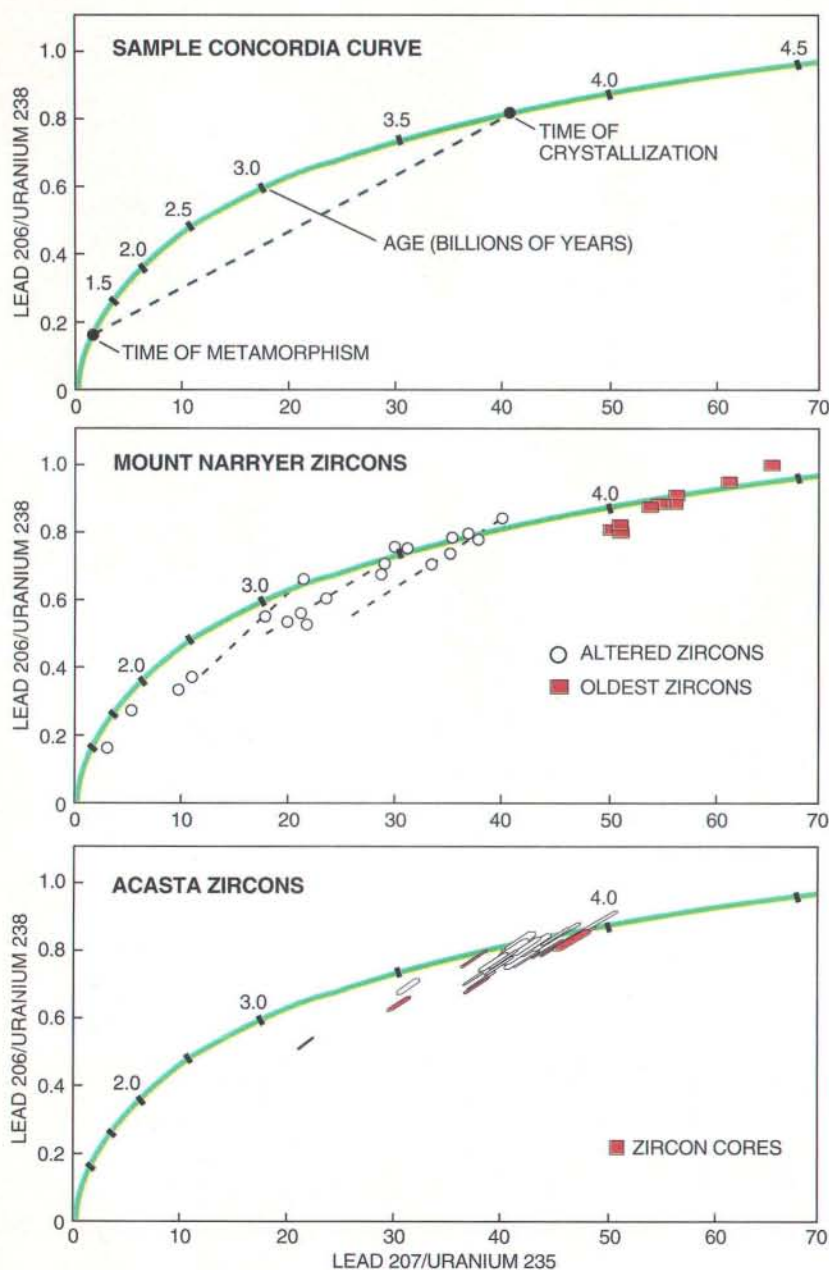 SAMPLE CONCORDIA CURVE
LEAD 206/URANIUM 238
1.0
0.8
0.6
0.4
0.2
0
1.5
2.0
2.5
3.0
3.5
4.0
4.5
TIME OF
CRYSTALLIZATION
AGE (BILLIONS OF YEARS)
TIME OF METAMORPHISM
0 10 20 30 40 50 60 70
MOUNT NARRYER ZIRCONS
LEAD 206/URANIUM 238
1.0
0.8
0.6
0.4
0.2
0
2.0
3.0
4.0
ALTERED ZIRCONS
OLDEST ZIRCONS
0 10 20 30 40 50 60 70
ACASTA ZIRCONS
LEAD 206/URANIUM 238
1.0
0.8
0.6
0.4
0.2
0
2.0
3.0
4.0
ZIRCON CORES
0 10 20 30 40 50 60 70
LEAD 207/URANIUM 235